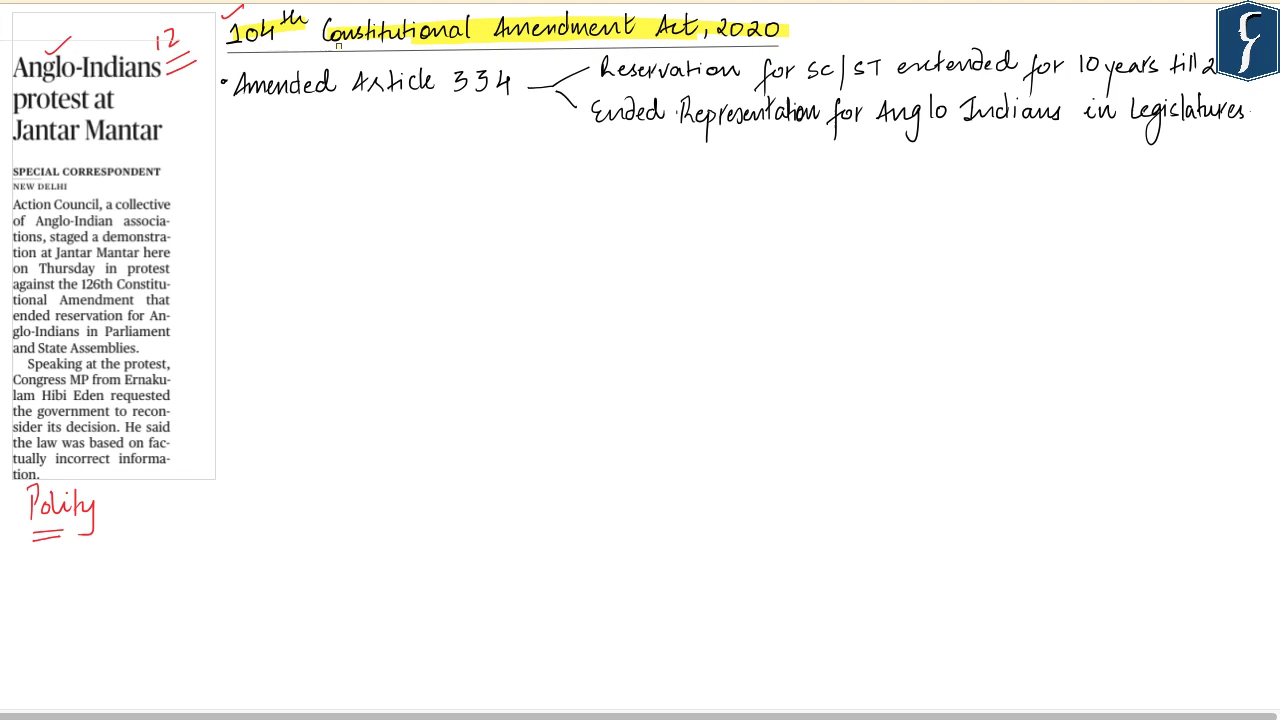 Anglo-Indians
protest at
Jantar Mantar
12
SPECIAL CORRESPONDENT
NEW DELHI
Action Council, a collective
of Anglo-Indian associa-
tions, staged a demonstra-
tion at Jantar Mantar here
on Thursday in protest
against the 126th Constitu-
tional Amendment that
ended reservation for An-
glo-Indians in Parliament
and State Assemblies.
Speaking at the protest,
Congress MP from Ernaku-
lam Hibi Eden requested
the government to recon-
sider its decision. He said
the law was based on fac-
tually incorrect informa-
tion.
Polity
104th Constitutional Amendment Act, 2020
• Amended Article 334
Reservation for SC/ST extended for 10 years till
Ended Representation for Anglo Indians in Legislatures.